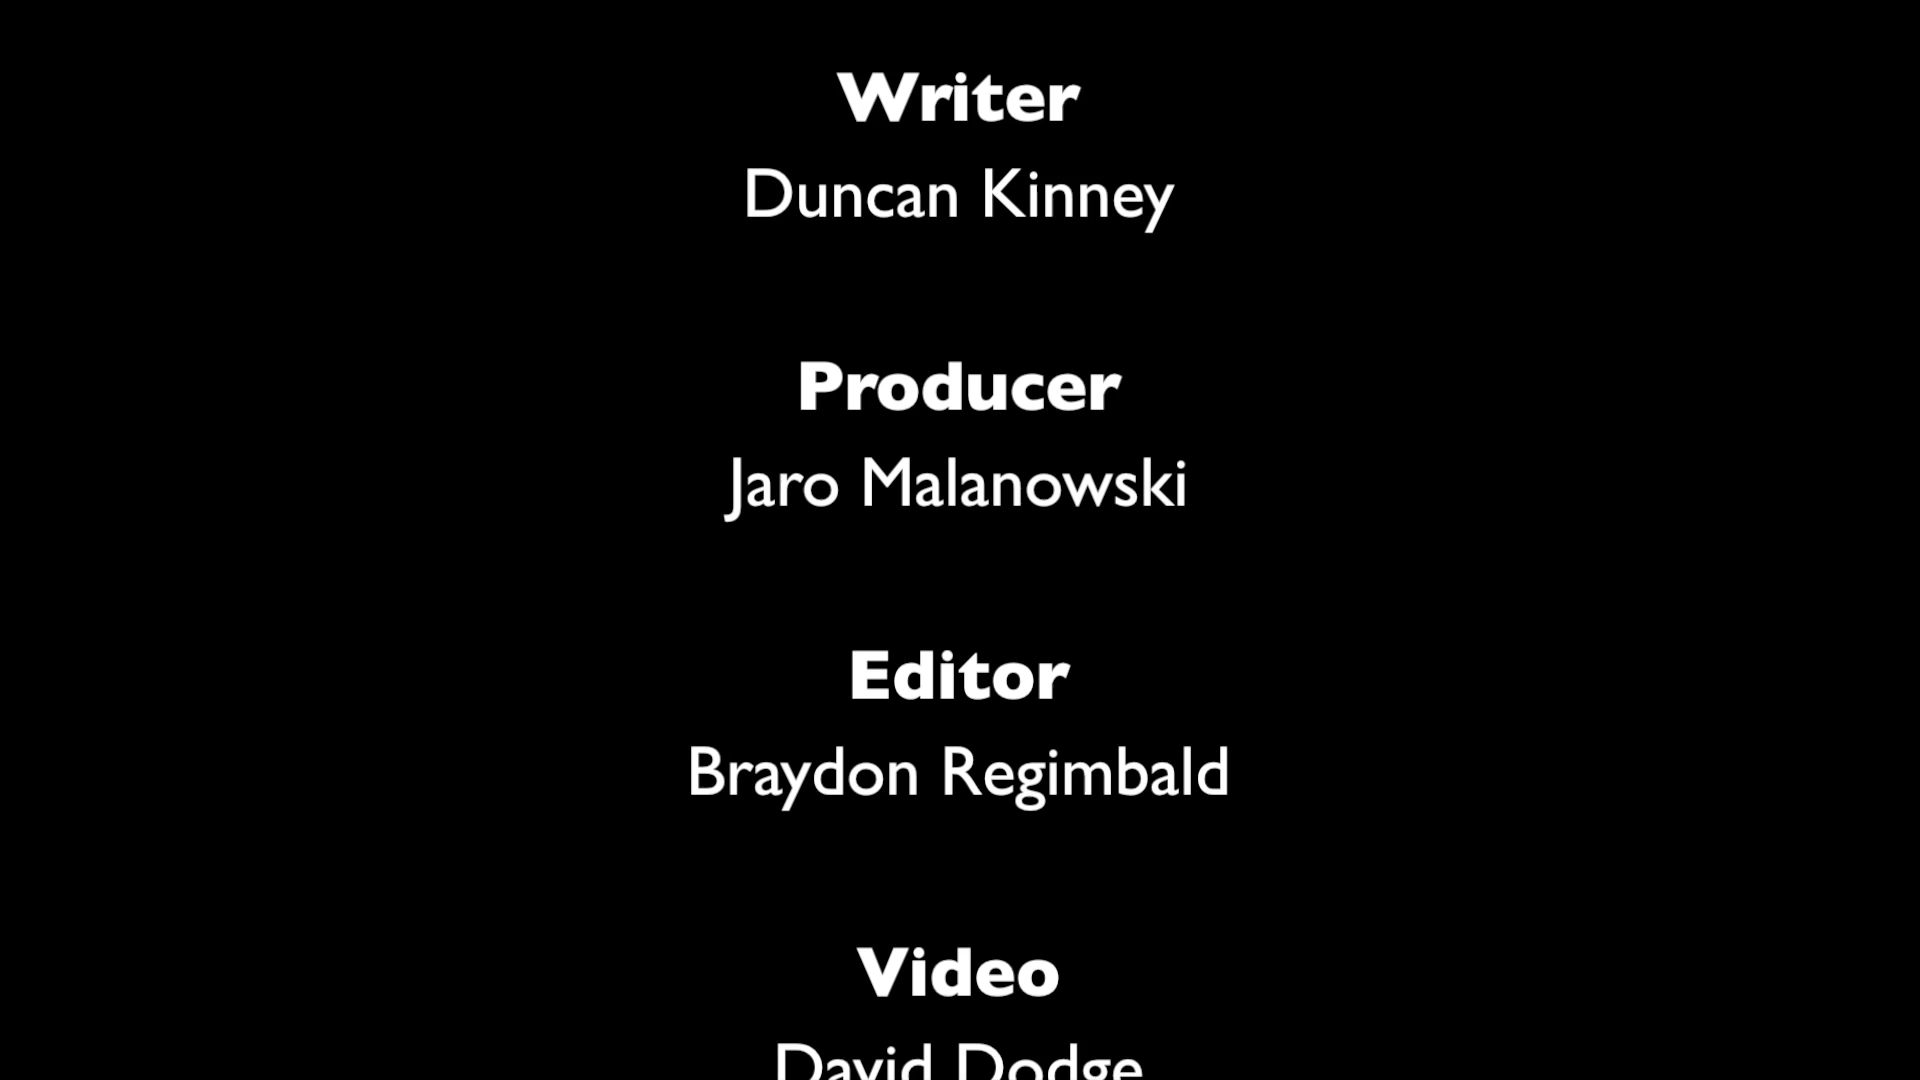 Writer
Duncan Kinney
Producer
Jaro Malanowski
Editor
Braydon Regimbald
Video
David Dodge